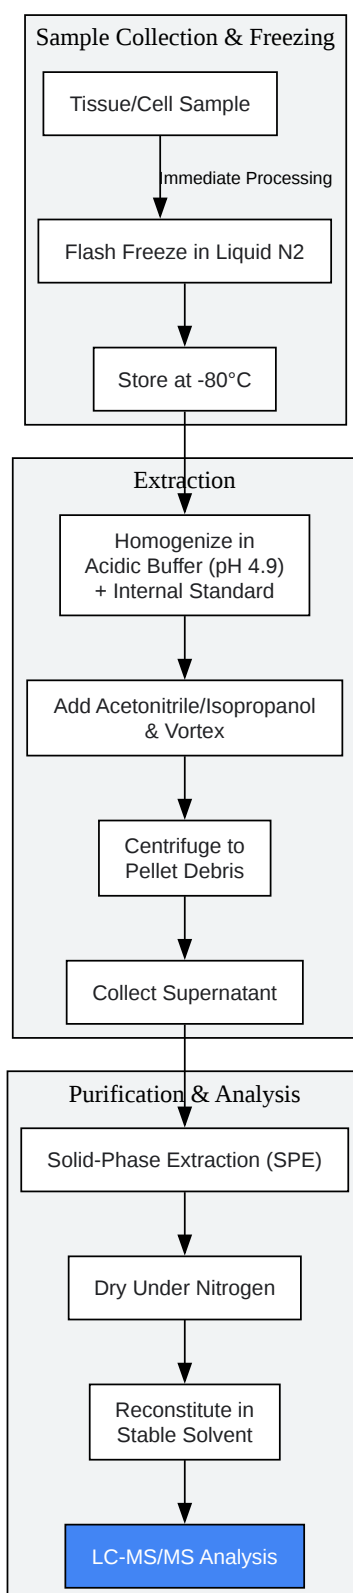 Sample Collection & Freezing
Tissue/Cell Sample
Immediate Processing
Flash Freeze in Liquid N2
Store at -80°C
Extraction
Homogenize in
Acidic Buffer (pH 4.9)
+ Internal Standard
Add Acetonitrile/Isopropanol
& Vortex
Centrifuge to
Pellet Debris
Collect Supernatant
Purification & Analysis
Solid-Phase Extraction (SPE)
Dry Under Nitrogen
Reconstitute in
Stable Solvent
LC-MS/MS Analysis